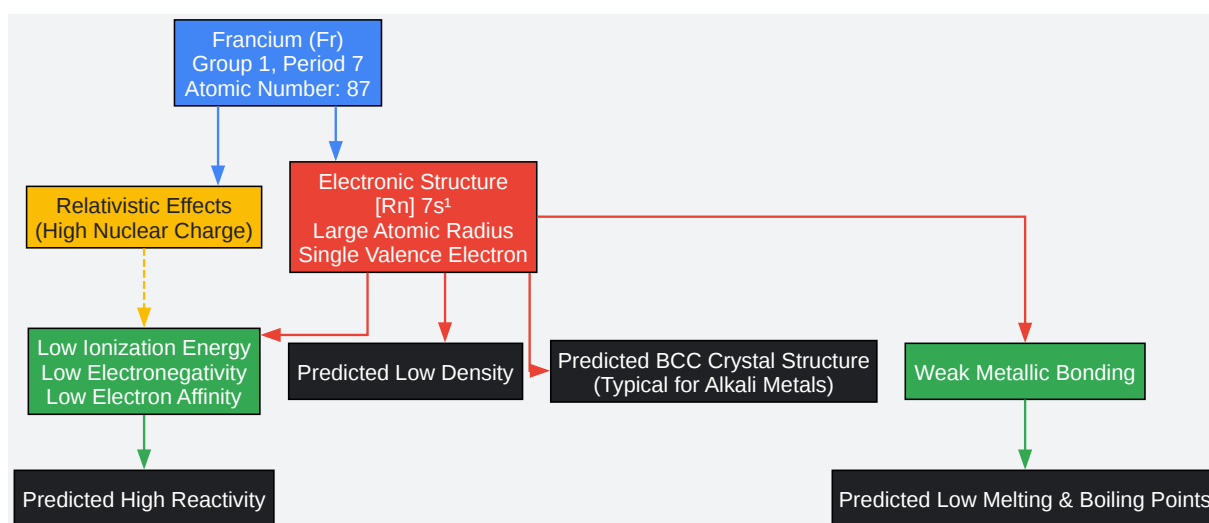 Francium (Fr)
Group 1, Period 7
Atomic Number: 87
Electronic Structure
[Rn] 7s¹
Large Atomic Radius
Single Valence Electron
Relativistic Effects
(High Nuclear Charge)
Low Ionization Energy
Low Electronegativity
Low Electron Affinity
Predicted Low Density
Predicted BCC Crystal Structure
(Typical for Alkali Metals)
Weak Metallic Bonding
Predicted High Reactivity
Predicted Low Melting & Boiling Points